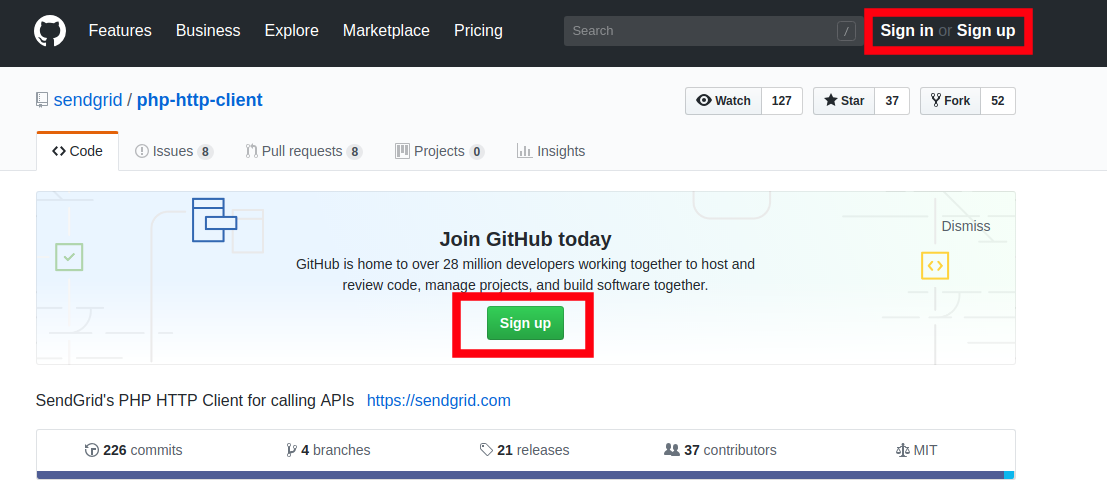 Features Business Explore Marketplace Pricing Search / Sign in or Sign up
sendgrid / php-http-client Watch 127 Star 37 Fork 52
Code Issues 8 Pull requests 8 Projects 0 Insights
Dismiss
Join GitHub today
GitHub is home to over 28 million developers working together to host and
review code, manage projects, and build software together.
Sign up
SendGrid's PHP HTTP Client for calling APIs https://sendgrid.com
226 commits 4 branches 21 releases 37 contributors MIT